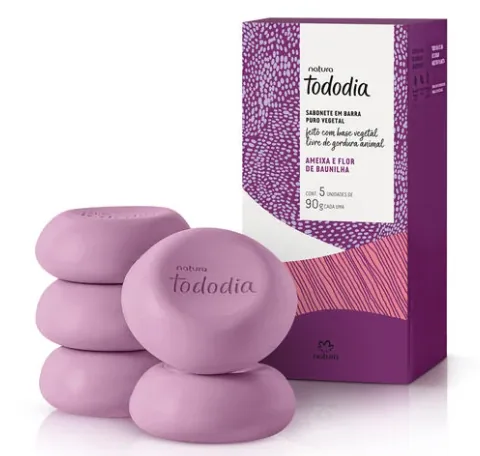 natura
Tododia
SABONETE EM BARRA
PURO VEGETAL
feito com base vegetal
livre de gordura animal
AMEIXA E FLOR
DE BAUNILHA
CONT. 5 UNIDADES DE
90g CADA UMA
natura
natura
Tododia